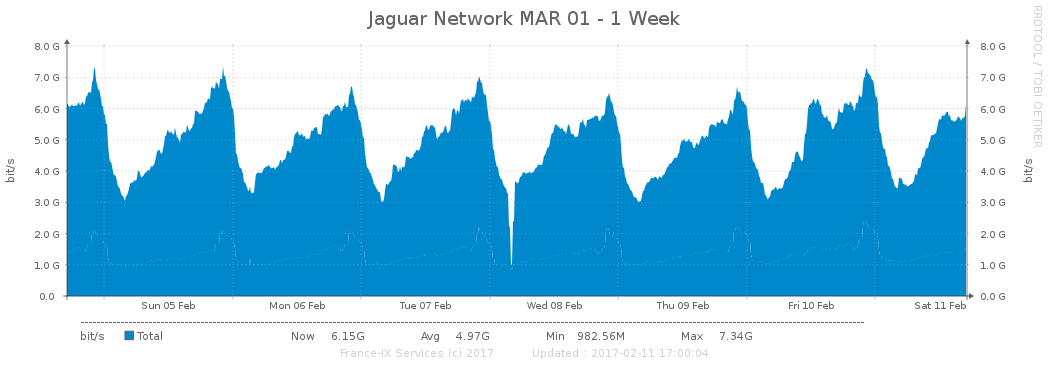 Jaguar Network MAR 01 - 1 Week
RRDTOOL / TOBI OETIKER
8.0 G 8.0 G
7.0 G 7.0 G
6.0 G 6.0 G
5.0 G 5.0 G
4.0 G 4.0 G
3.0 G 3.0 G
2.0 G 2.0 G
1.0 G 1.0 G
0.0 0.0 G
bit/s bit/s
Sun 05 Feb Mon 06 Feb Tue 07 Feb Wed 08 Feb Thu 09 Feb Fri 10 Feb Sat 11 Feb
bit/s Total Now 6.15G Avg 4.97G Min 982.56M Max 7.34G
France-IX Services (c) 2017 Updated : 2017-02-11 17:00:04